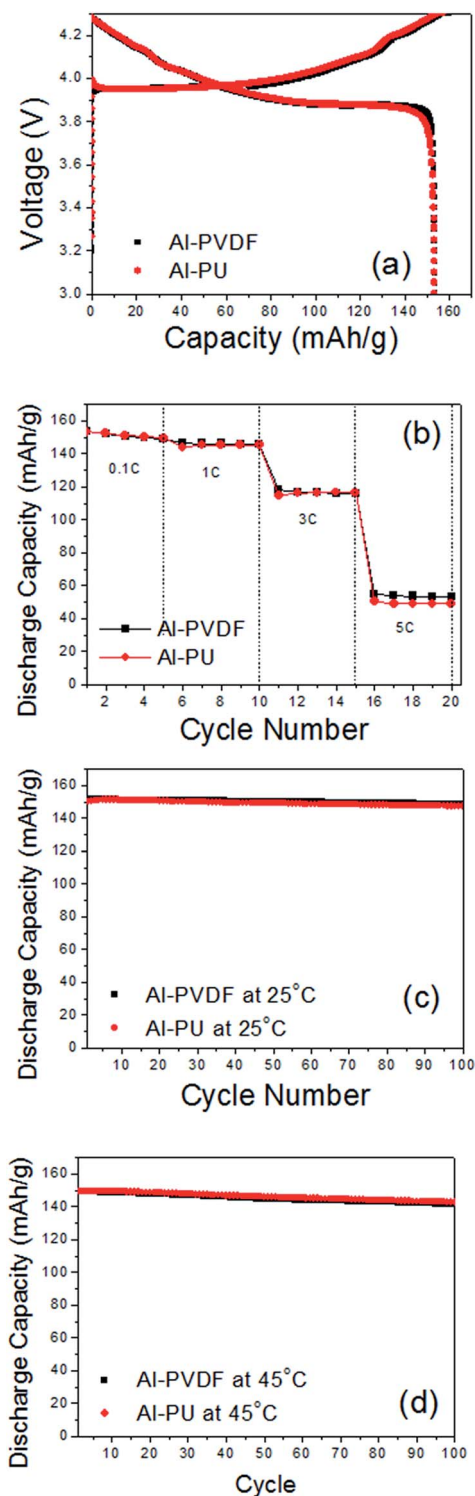 4.2
4.0
3.8
3.6
3.4
3.2
3.0
Voltage (V)
Al-PVDF
Al-PU
(a)
0 20 40 60 80 100 120 140 160
Capacity (mAh/g)
160
140
120
100
80
60
40
20
0
Discharge Capacity (mAh/g)
(b)
0.1C
1C
3C
5C
Al-PVDF
Al-PU
2 4 6 8 10 12 14 16 18 20
Cycle Number
160
140
120
100
80
60
40
20
0
Discharge Capacity (mAh/g)
Al-PVDF at 25°C
Al-PU at 25°C
(c)
10 20 30 40 50 60 70 80 90 100
Cycle Number
160
140
120
100
80
60
40
20
0
Discharge Capacity (mAh/g)
Al-PVDF at 45°C
Al-PU at 45°C
(d)
10 20 30 40 50 60 70 80 90 100
Cycle